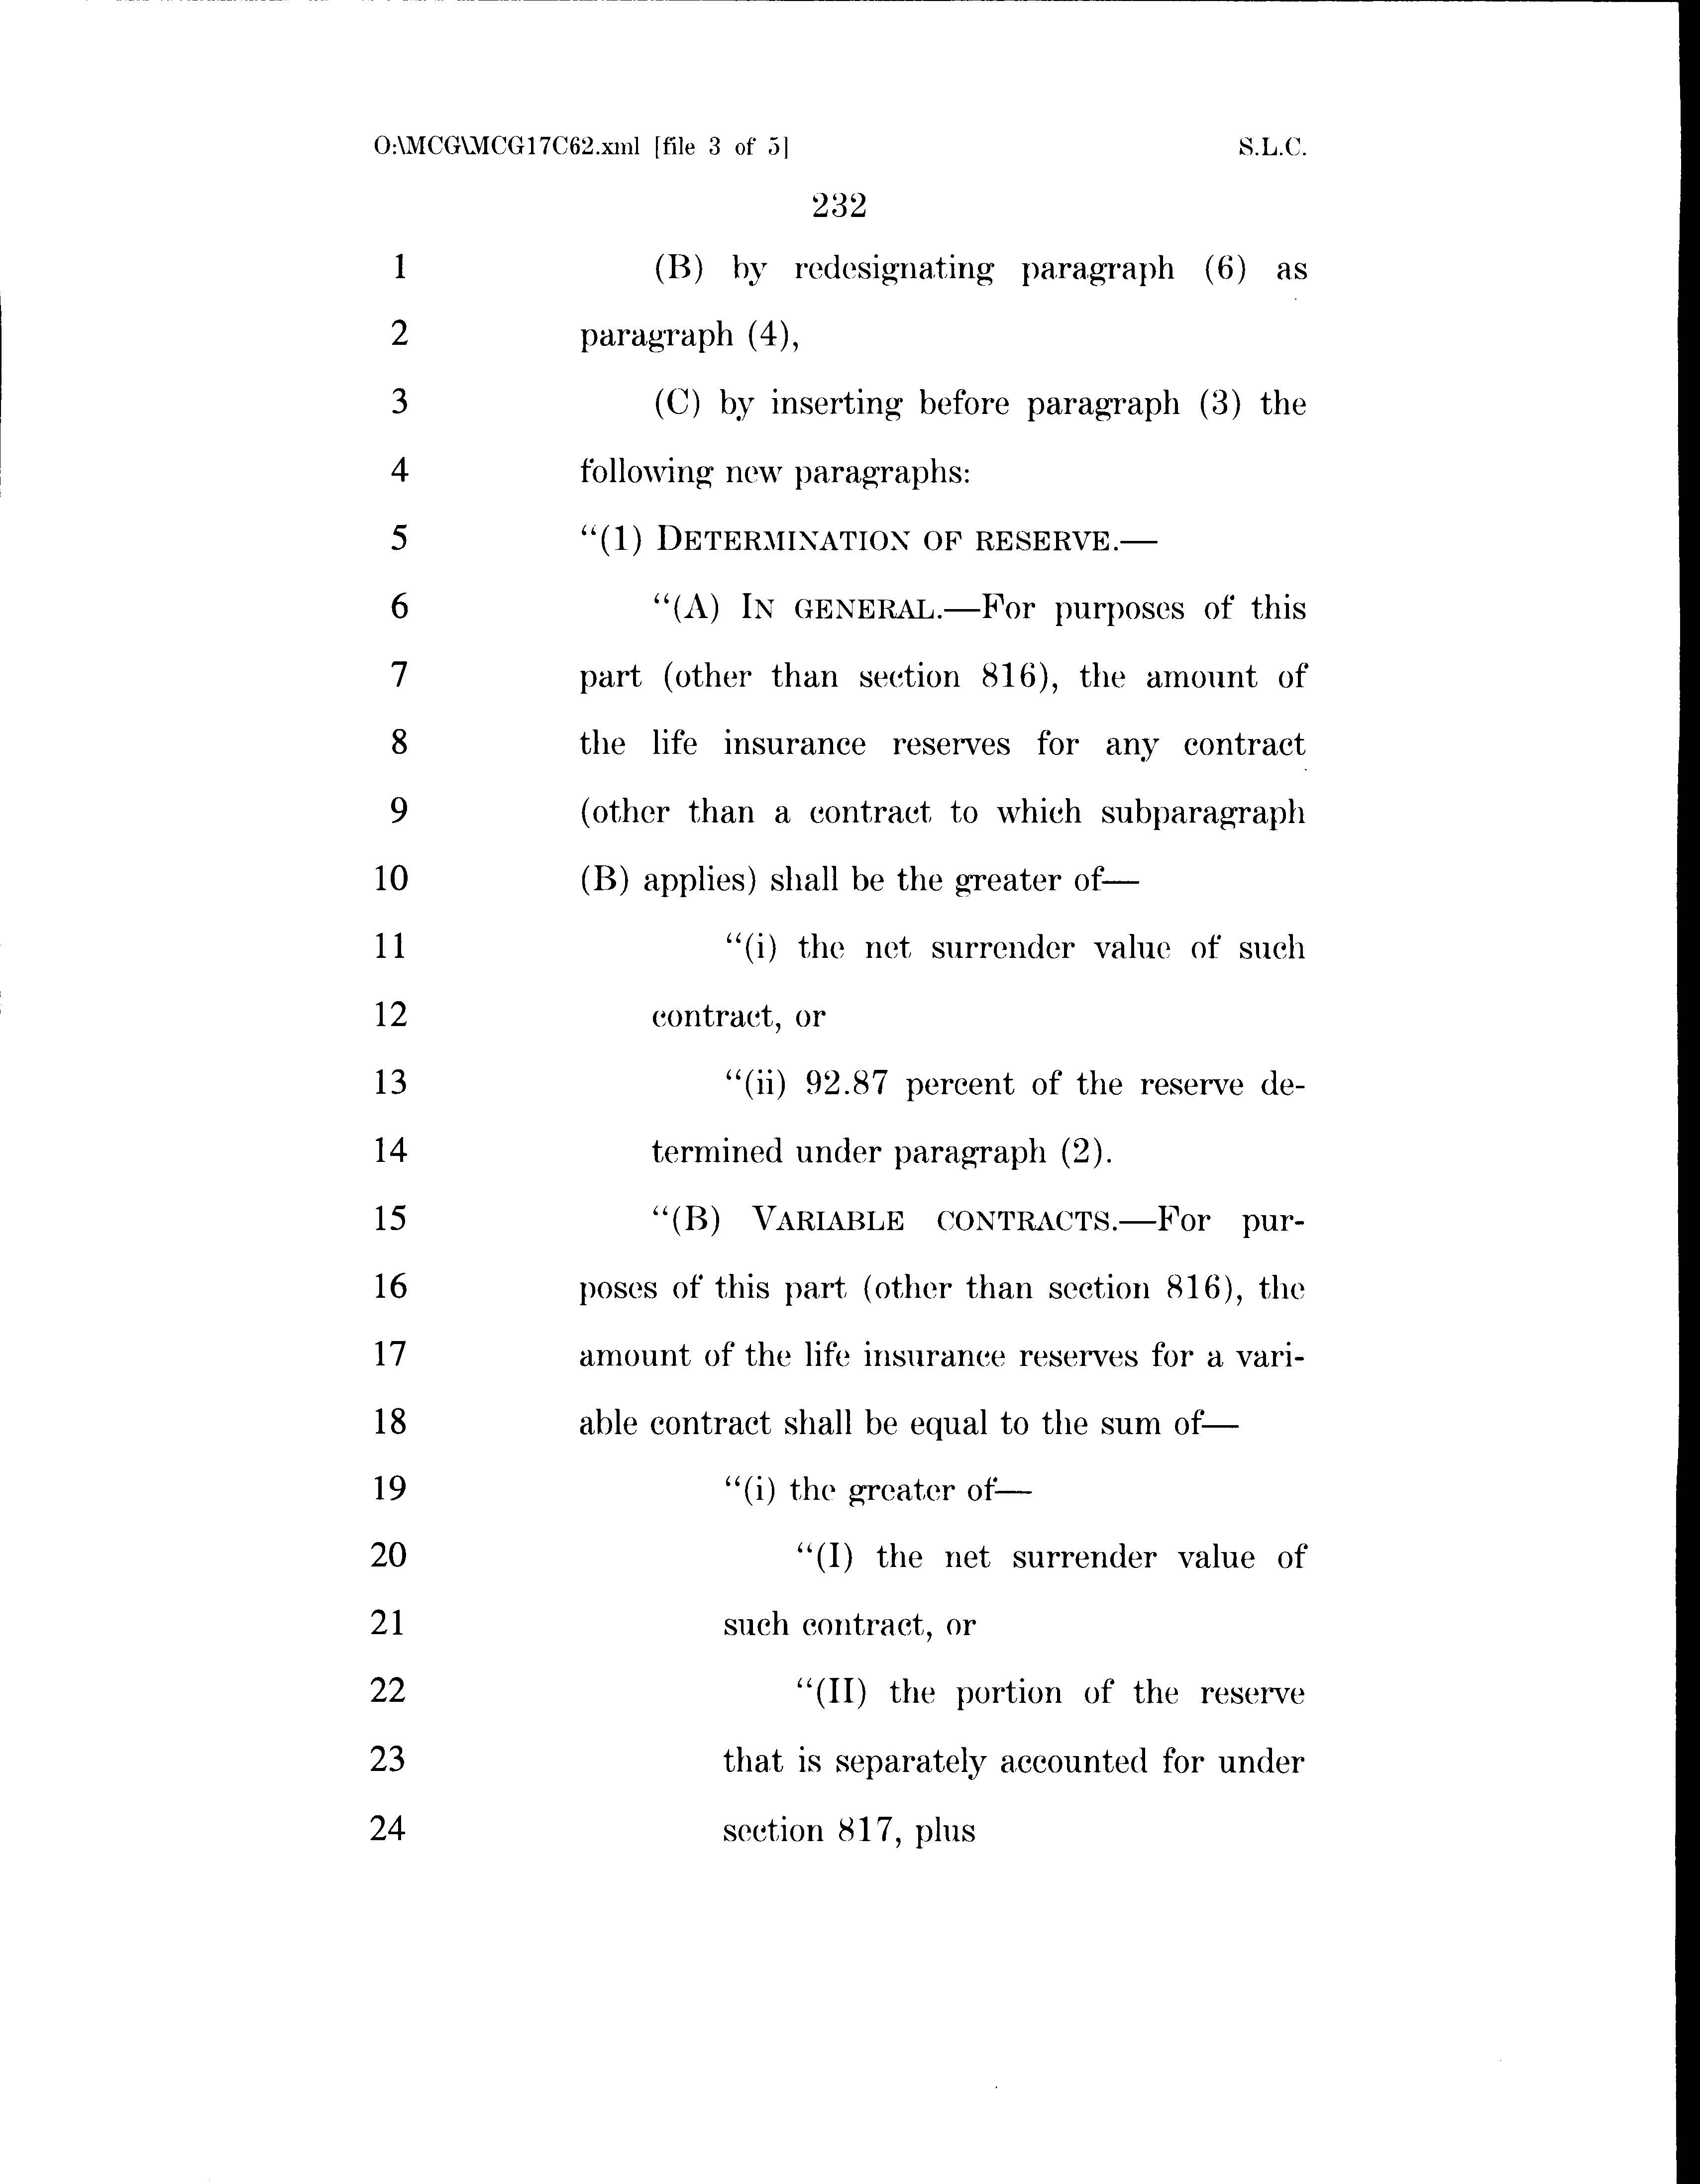 O:\MCG\MCG17C62.xml [file 3 of 5] S.L.C.
232
1 (B) by redesignating paragraph (6) as
2 paragraph (4),
3 (C) by inserting before paragraph (3) the
4 following new paragraphs:
5 “(1) DETERMINATION OF RESERVE.—
6 “(A) IN GENERAL.—For purposes of this
7 part (other than section 816), the amount of
8 the life insurance reserves for any contract
9 (other than a contract to which subparagraph
10 (B) applies) shall be the greater of—
11 “(i) the net surrender value of such
12 contract, or
13 “(ii) 92.87 percent of the reserve de-
14 termined under paragraph (2).
15 “(B) VARIABLE CONTRACTS.—For pur-
16 poses of this part (other than section 816), the
17 amount of the life insurance reserves for a vari-
18 able contract shall be equal to the sum of—
19 “(i) the greater of—
20 “(I) the net surrender value of
21 such contract, or
22 “(II) the portion of the reserve
23 that is separately accounted for under
24 section 817, plus